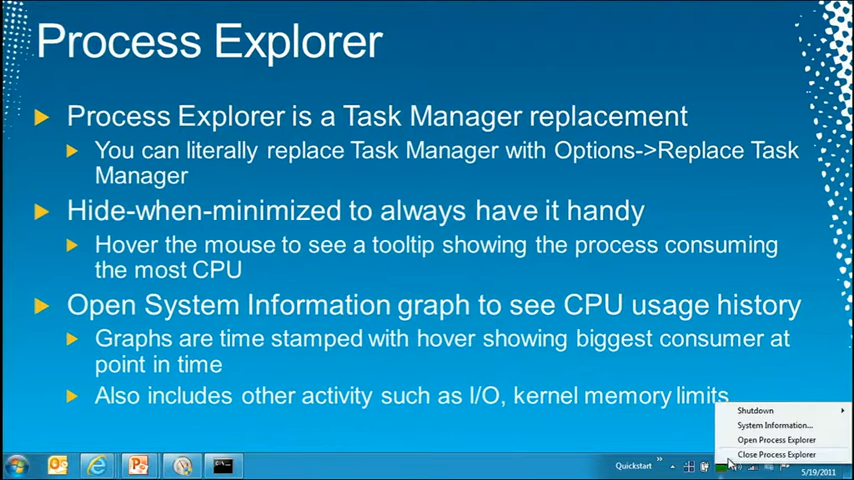 Process Explorer
Process Explorer is a Task Manager replacement
You can literally replace Task Manager with Options->Replace Task
Manager
Hide-when-minimized to always have it handy
Hover the mouse to see a tooltip showing the process consuming
the most CPU
Open System Information graph to see CPU usage history
Graphs are time stamped with hover showing biggest consumer at
point in time
Also includes other activity such as I/O, kernel memory limits
Shutdown
System Information...
Open Process Explorer
Close Process Explorer
Quickstart
5/19/2011